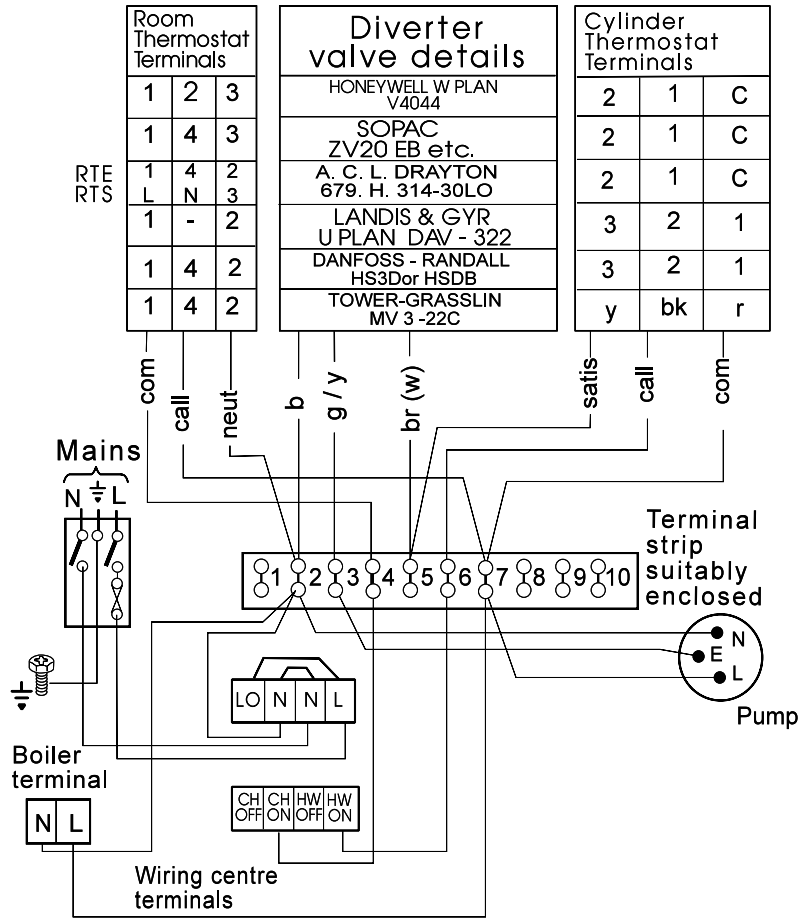 Room
Thermostat
Terminals
1 2 3
1 4 3
RTE 1 4 2
RTS L N 3
1 - 2
1 4 2
1 4 2
Diverter
valve details
HONEYWELL W PLAN
V4044
SOPAC
ZV20 EB etc.
A. C. L. DRAYTON
679. H. 314-30LO
LANDIS & GYR
U PLAN DAV - 322
DANFOSS - RANDALL
HS3Dor HSDB
TOWER-GRASSLIN
MV 3 -22C
Cylinder
Thermostat
Terminals
2 1 C
2 1 C
2 1 C
3 2 1
3 2 1
y bk r
com
call
neut
b
g / y
br (w)
satis
call
com
Mains
N L
1 2 3 4 5 6 7 8 9 10
Terminal
strip
suitably
enclosed
N
E
L
Pump
LO N N L
Boiler
terminal
N L
CH CH HW HW
OFF ON OFF ON
Wiring centre
terminals